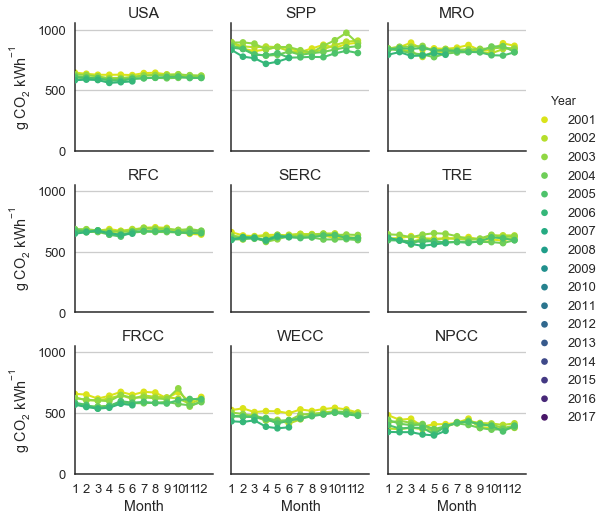 USA SPP MRO
1000
500
0
g CO₂ kWh⁻¹
RFC SERC TRE
1000
500
0
g CO₂ kWh⁻¹
FRCC WECC NPCC
1000
500
0
g CO₂ kWh⁻¹
1 2 3 4 5 6 7 8 9 10 11 12 1 2 3 4 5 6 7 8 9 10 11 12 1 2 3 4 5 6 7 8 9 10 11 12
Month Month Month
Year
2001
2002
2003
2004
2005
2006
2007
2008
2009
2010
2011
2012
2013
2014
2015
2016
2017